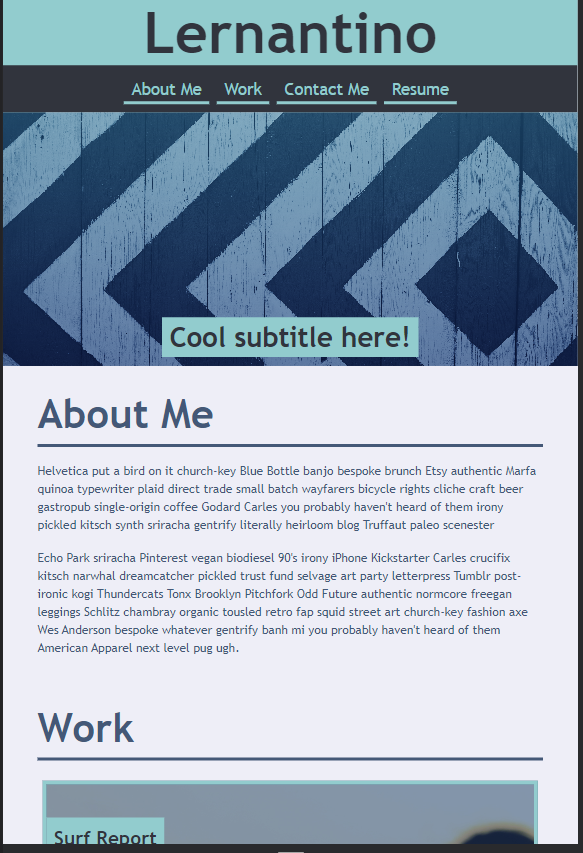 Lernantino
About Me Work Contact Me Resume
Cool subtitle here!
About Me
Helvetica put a bird on it church-key Blue Bottle banjo bespoke brunch Etsy authentic Marfa
quinoa typewriter plaid direct trade small batch wayfarers bicycle rights cliche craft beer
gastropub single-origin coffee Godard Carles you probably haven't heard of them irony
pickled kitsch synth sriracha gentrify literally heirloom blog Truffaut paleo scenester
Echo Park sriracha Pinterest vegan biodiesel 90's irony iPhone Kickstarter Carles crucifix
kitsch narwhal dreamcatcher pickled trust fund selvage art party letterpress Tumblr post-
ironic kogi Thundercats Tonx Brooklyn Pitchfork Odd Future authentic normcore freegan
leggings Schlitz chambray organic tousled retro fap squid street art church-key fashion axe
Wes Anderson bespoke whatever gentrify banh mi you probably haven't heard of them
American Apparel next level pug ugh.
Work
Surf Report